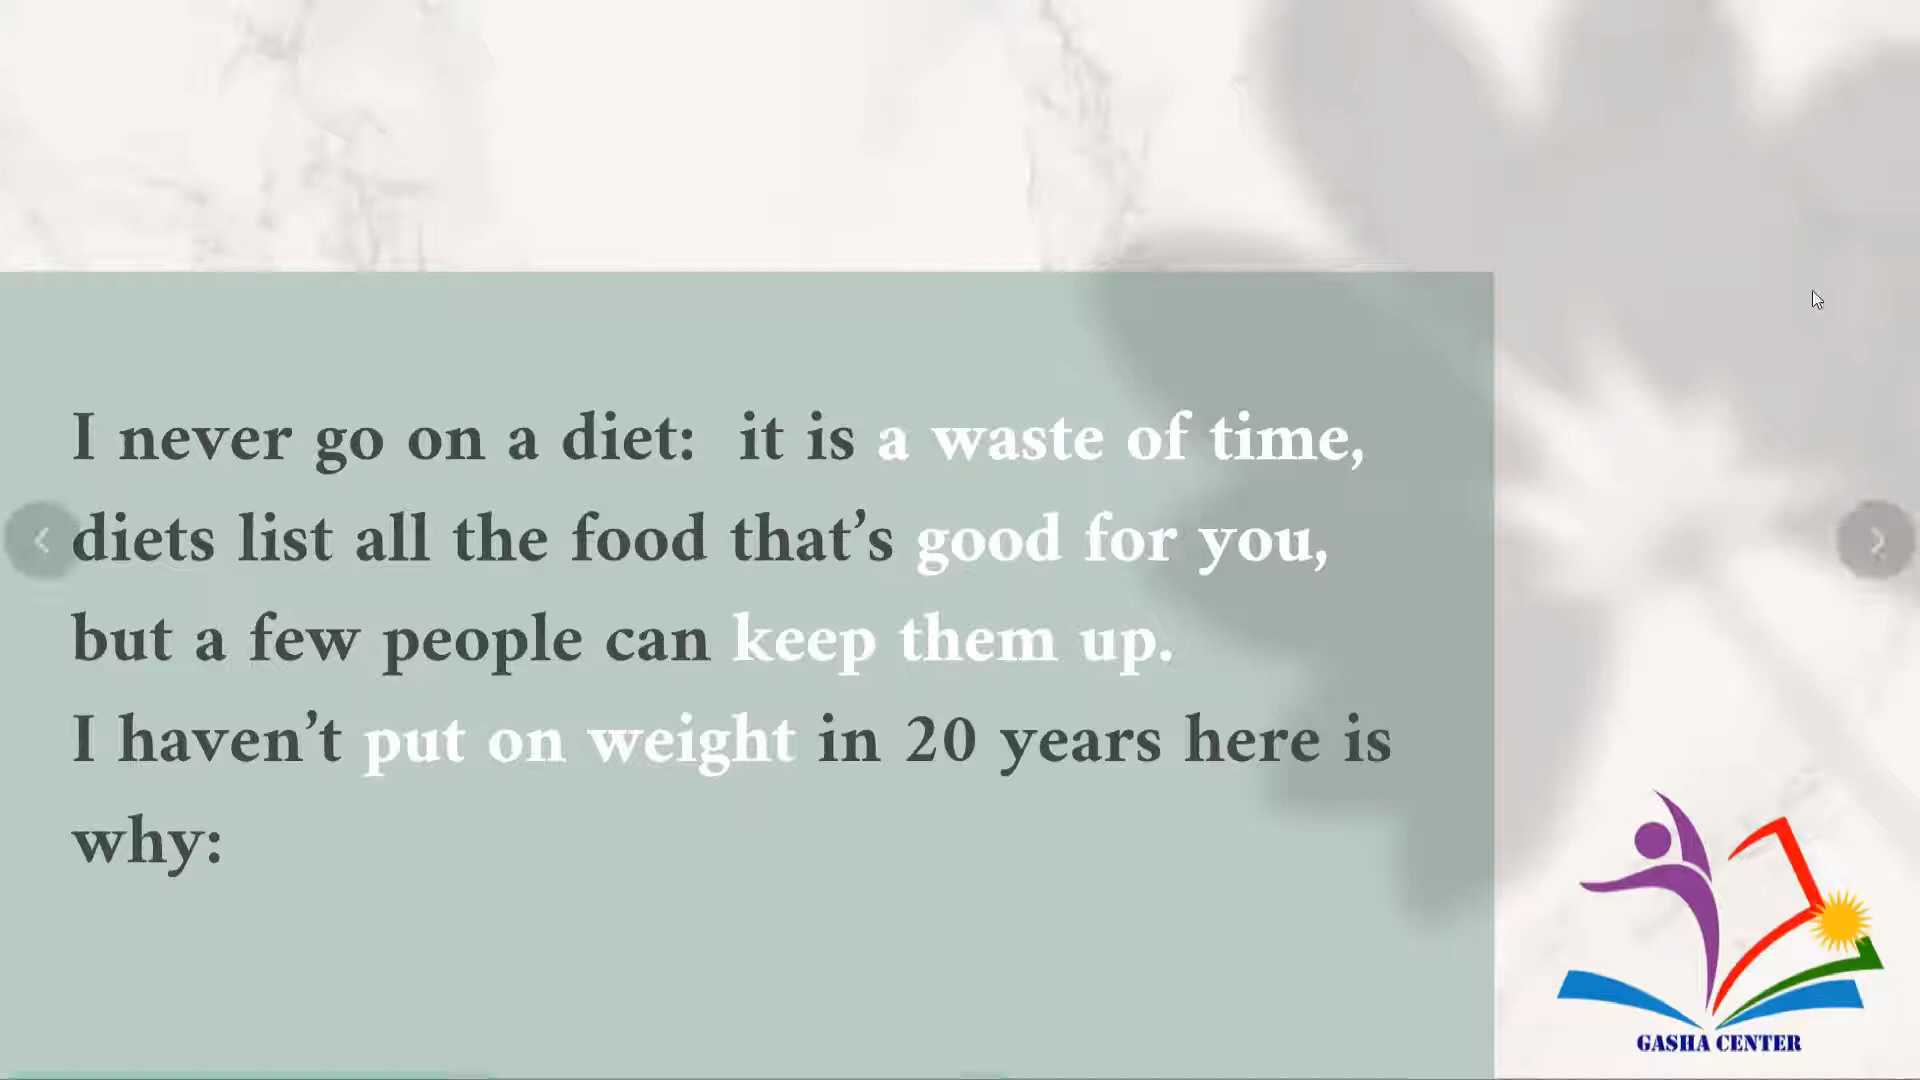 I never go on a diet:  it is a waste of time,
diets list all the food that’s good for you,
but a few people can keep them up.
I haven’t put on weight in 20 years here is
why:
GASHA CENTER